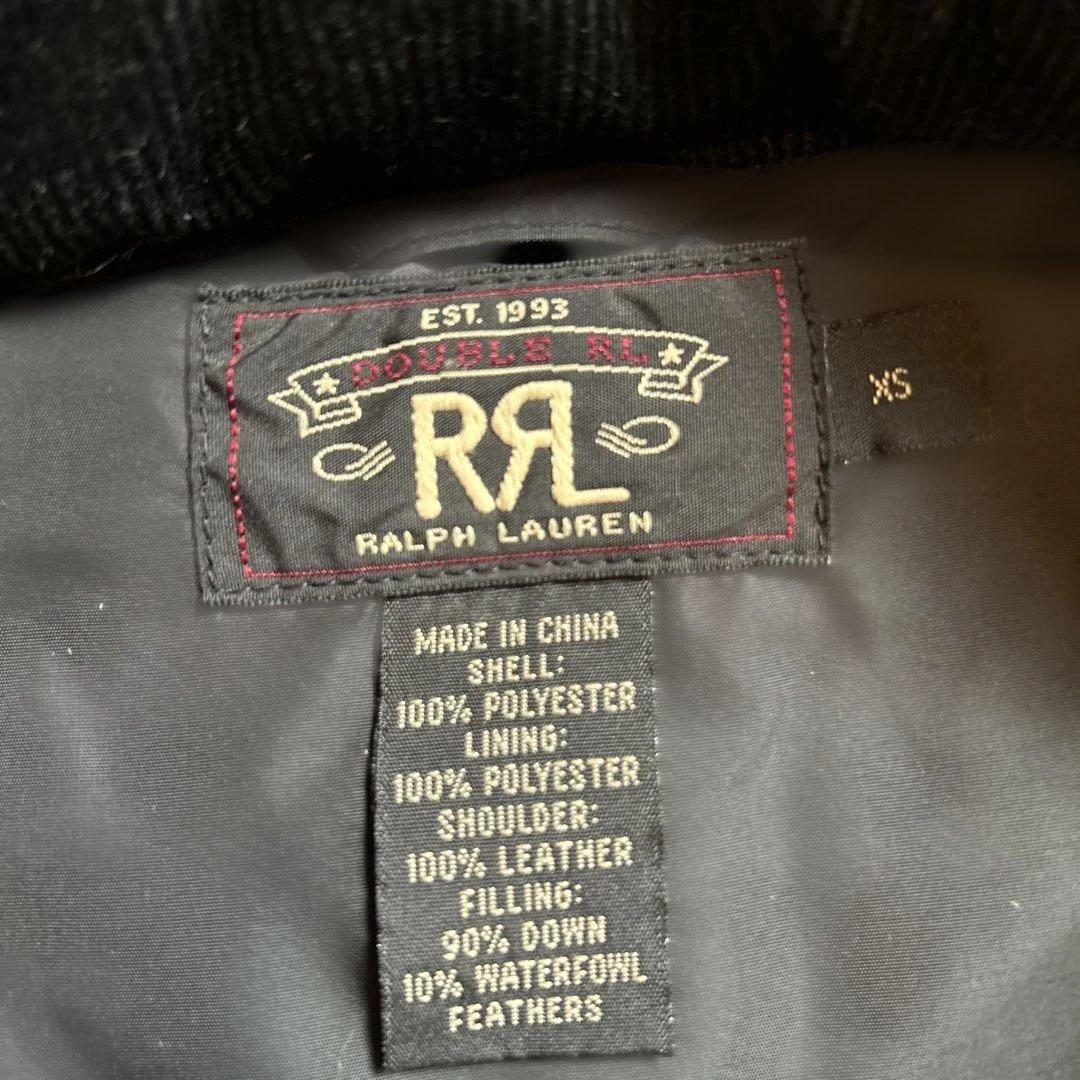 EST. 1993
DOUBLE RL
RRL
RALPH LAUREN
XS
MADE IN CHINA
SHELL:
100% POLYESTER
LINING:
100% POLYESTER
SHOULDER:
100% LEATHER
FILLING:
90% DOWN
10% WATERFOWL
FEATHERS